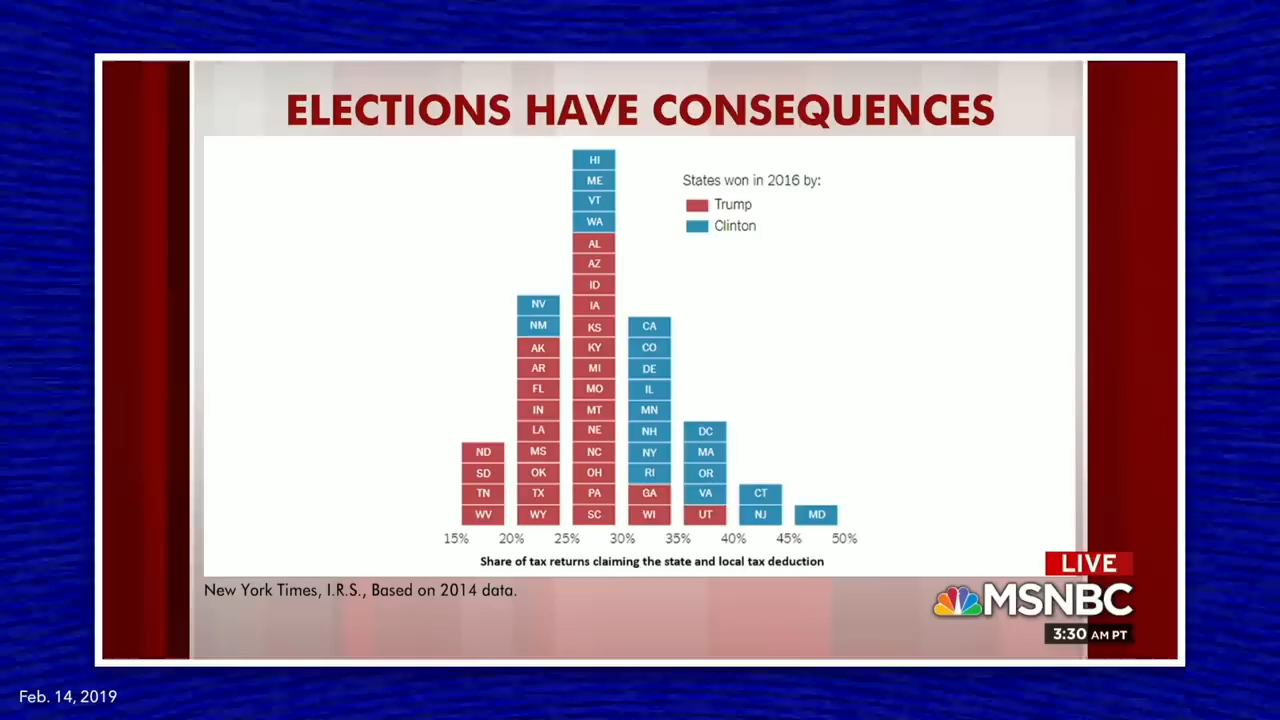 ELECTIONS HAVE CONSEQUENCES
States won in 2016 by:
Trump
Clinton
HI
ME
VT
WA
AL
AZ
ID
IA
KS
KY
MI
MO
MT
NE
NC
OH
PA
SC
NV
NM
AK
AR
FL
IN
LA
MS
OK
TX
WY
ND
SD
TN
WV
CA
CO
DE
IL
MN
NH
NY
RI
GA
WI
DC
MA
OR
VA
UT
CT
NJ
MD
15% 20% 25% 30% 35% 40% 45% 50%
Share of tax returns claiming the state and local tax deduction
New York Times, I.R.S., Based on 2014 data.
LIVE
MSNBC
3:30 AM PT
Feb. 14, 2019